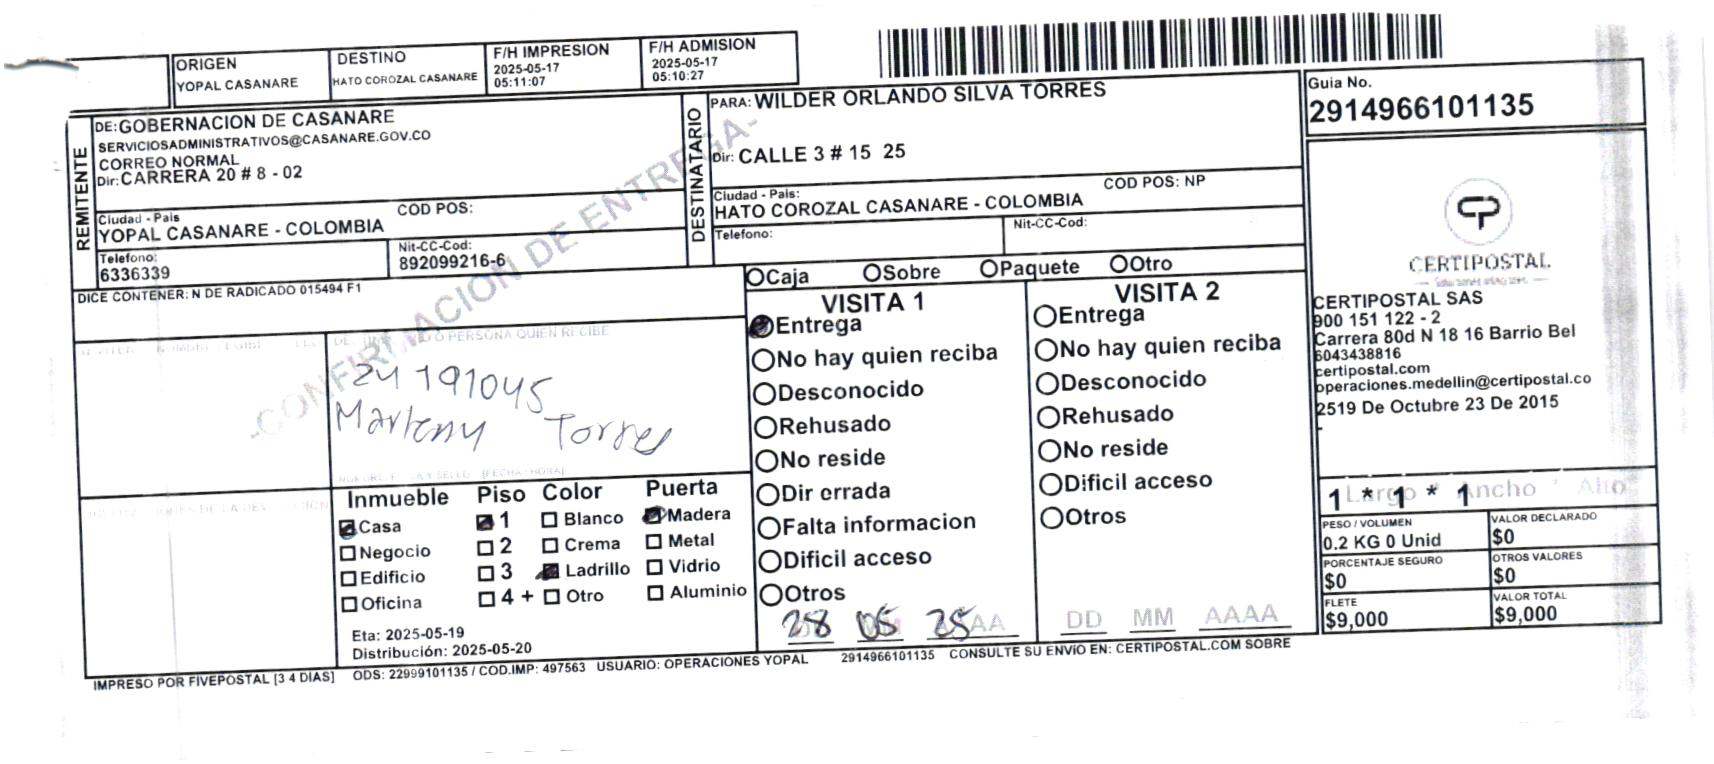 ORIGEN
YOPAL CASANARE
DESTINO
HATO COROZAL CASANARE
F/H IMPRESION
2025-05-17
05:11:07
F/H ADMISION
2025-05-17
05:10:27
REMITENTE
DE: GOBERNACION DE CASANARE
SERVICIOSADMINISTRATIVOS@CASANARE.GOV.CO
CORREO NORMAL
Dir: CARRERA 20 # 8 - 02
Ciudad - Pais
COD POS:
YOPAL CASANARE - COLOMBIA
Telefono:
6336339
Nit-CC-Cod:
892099216-6
DESTINATARIO
PARA: WILDER ORLANDO SILVA TORRES
Dir: CALLE 3 # 15 25
Ciudad - Pais:
COD POS: NP
HATO COROZAL CASANARE - COLOMBIA
Telefono:
Nit-CC-Cod:
Guia No.
2914966101135
CERTIPOSTAL
CERTIPOSTAL SAS
900 151 122 - 2
Carrera 80d N 18 16 Barrio Bel
6043438816
certipostal.com
operaciones.medellin@certipostal.co
2519 De Octubre 23 De 2015
-
1 * 1 * 1
Largo * Ancho * Alto
PESO / VOLUMEN
0.2 KG 0 Unid
VALOR DECLARADO
$0
PORCENTAJE SEGURO
$0
OTROS VALORES
$0
FLETE
$9,000
VALOR TOTAL
$9,000
DICE CONTENER: N DE RADICADO 015494 F1
-CONFIRMACION DE ENTREGA-
PERSONA QUIEN RECIBE
24191045
Marleny Torres
[FECHA - HORA]
Inmueble Piso Color Puerta
Casa 1 Blanco Madera
Negocio 2 Crema Metal
Edificio 3 Ladrillo Vidrio
Oficina 4 + Otro Aluminio
Eta: 2025-05-19
Distribución: 2025-05-20
Caja Sobre Paquete Otro
VISITA 1
Entrega
No hay quien reciba
Desconocido
Rehusado
No reside
Dir errada
Falta informacion
Dificil acceso
Otros
28 05 25
VISITA 2
Entrega
No hay quien reciba
Desconocido
Rehusado
No reside
Dificil acceso
Otros
DD MM AAAA
IMPRESO POR FIVEPOSTAL [3 4 DIAS] ODS: 22999101135 / COD.IMP: 497563 USUARIO: OPERACIONES YOPAL 2914966101135 CONSULTE SU ENVIO EN: CERTIPOSTAL.COM SOBRE